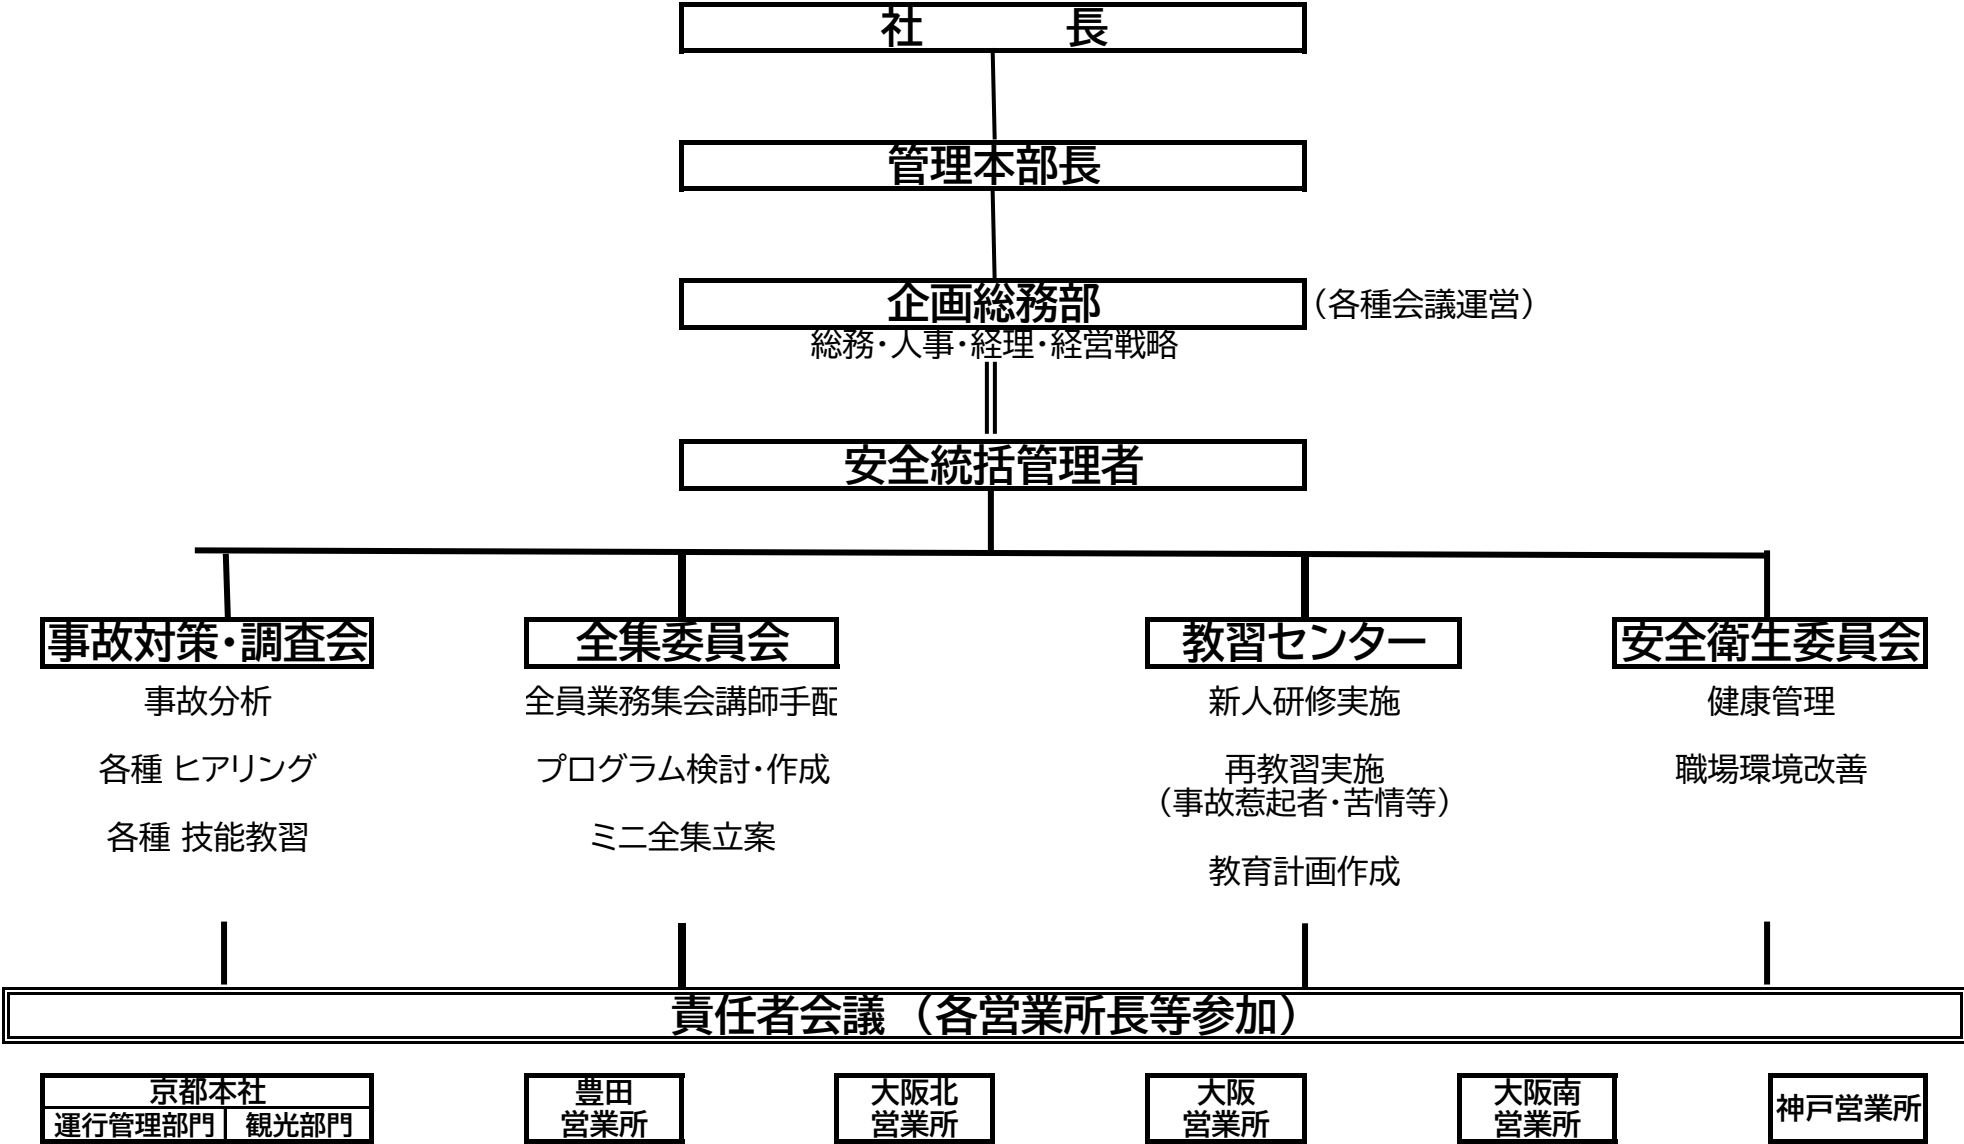 社　　　長
管理本部長
企画総務部
（各種会議運営）
総務・人事・経理・経営戦略
安全統括管理者
事故対策・調査会
事故分析
各種 ヒアリング
各種 技能教習
全集委員会
全員業務集会講師手配
プログラム検討・作成
ミニ全集立案
教習センター
新人研修実施
再教習実施
（事故惹起者・苦情等）
教育計画作成
安全衛生委員会
健康管理
職場環境改善
責任者会議 （各営業所長等参加）
京都本社
運行管理部門 観光部門
豊田
営業所
大阪北
営業所
大阪
営業所
大阪南
営業所
神戸営業所